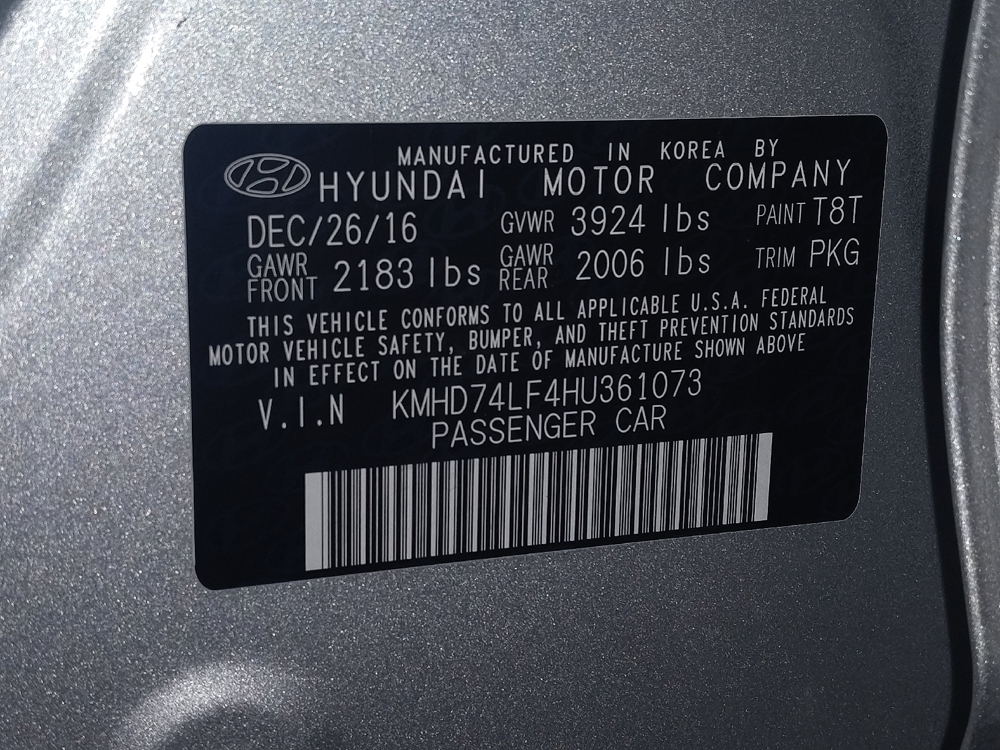 MANUFACTURED IN KOREA BY
HYUNDAI MOTOR COMPANY
DEC/26/16 GVWR 3924 lbs PAINT T8T
GAWR FRONT 2183 lbs GAWR REAR 2006 lbs TRIM PKG
THIS VEHICLE CONFORMS TO ALL APPLICABLE U.S.A. FEDERAL
MOTOR VEHICLE SAFETY, BUMPER, AND THEFT PREVENTION STANDARDS
IN EFFECT ON THE DATE OF MANUFACTURE SHOWN ABOVE
V.I.N KMHD74LF4HU361073
PASSENGER CAR